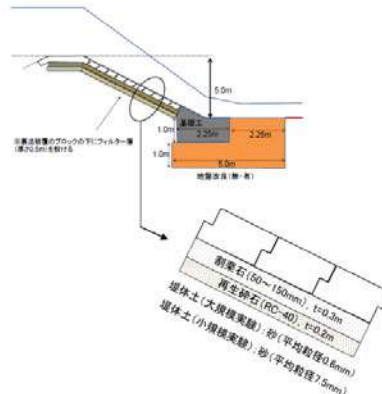 5.0m
※裏法被覆のブロックの下にフィルター層
(厚さ0.5m)を設ける
基礎工
1.0m
2.25m
2.25m
1.0m
5.0m
地盤改良(無・有)
割栗石(50~150mm), t=0.3m
再生砕石(RC-40), t=0.2m
堤体土(大規模実験):砂(平均粒径0.6mm)
堤体土(小規模実験):砂(平均粒径7.5mm)